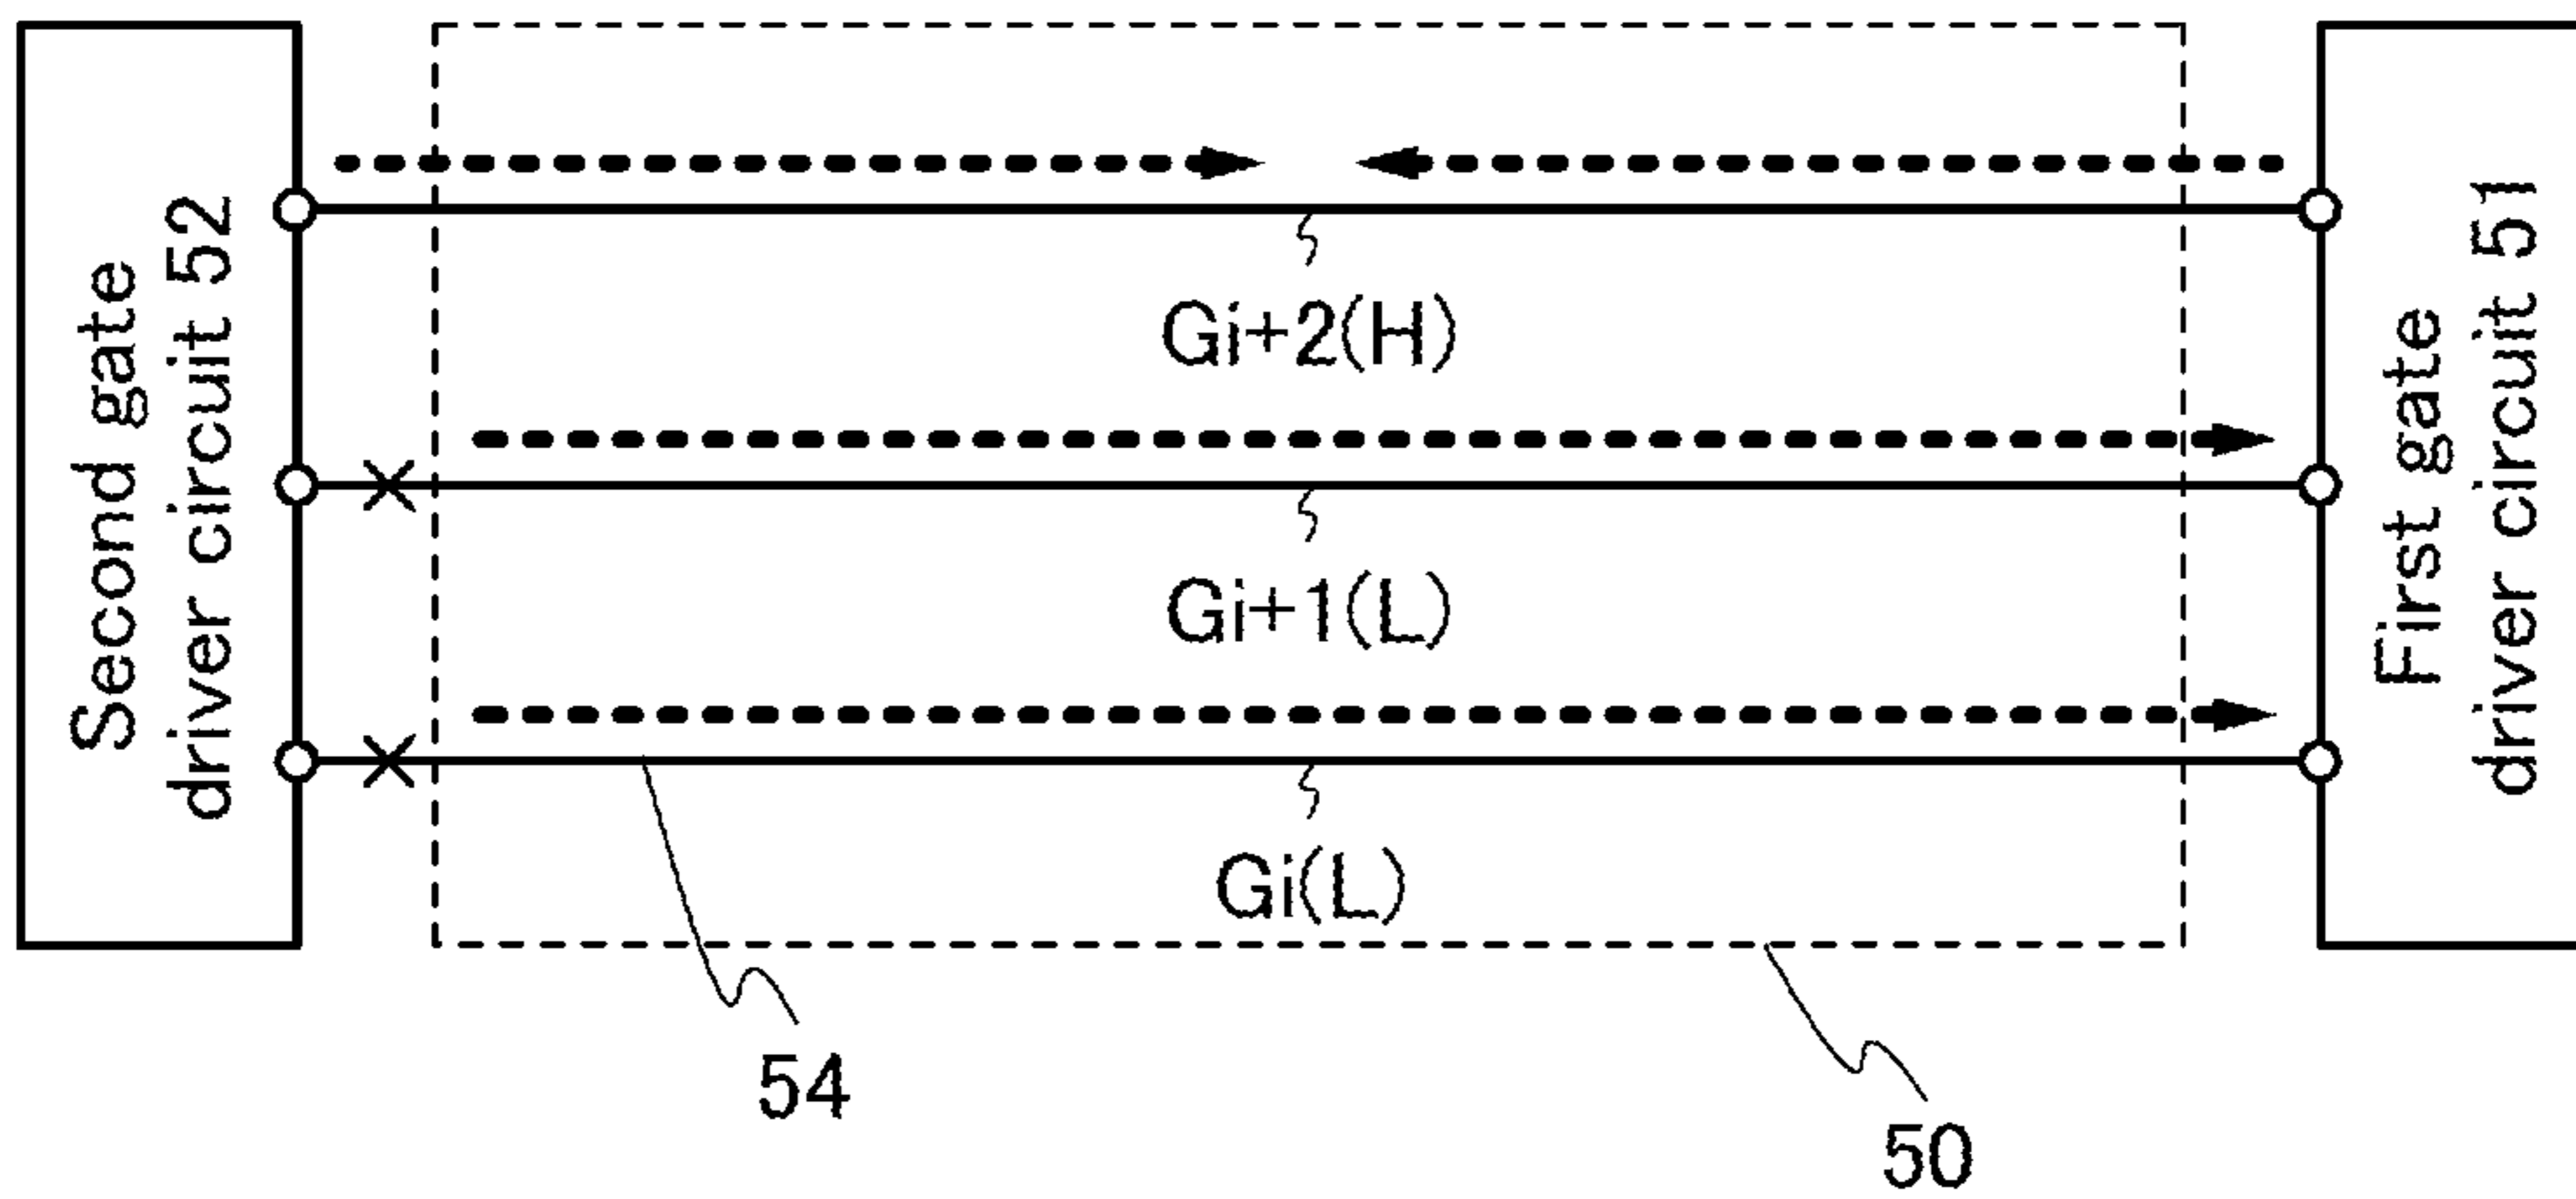 Second gate
driver circuit 52
Gi+2(H)
Gi+1(L)
Gi(L)
First gate
driver circuit 51
54
50